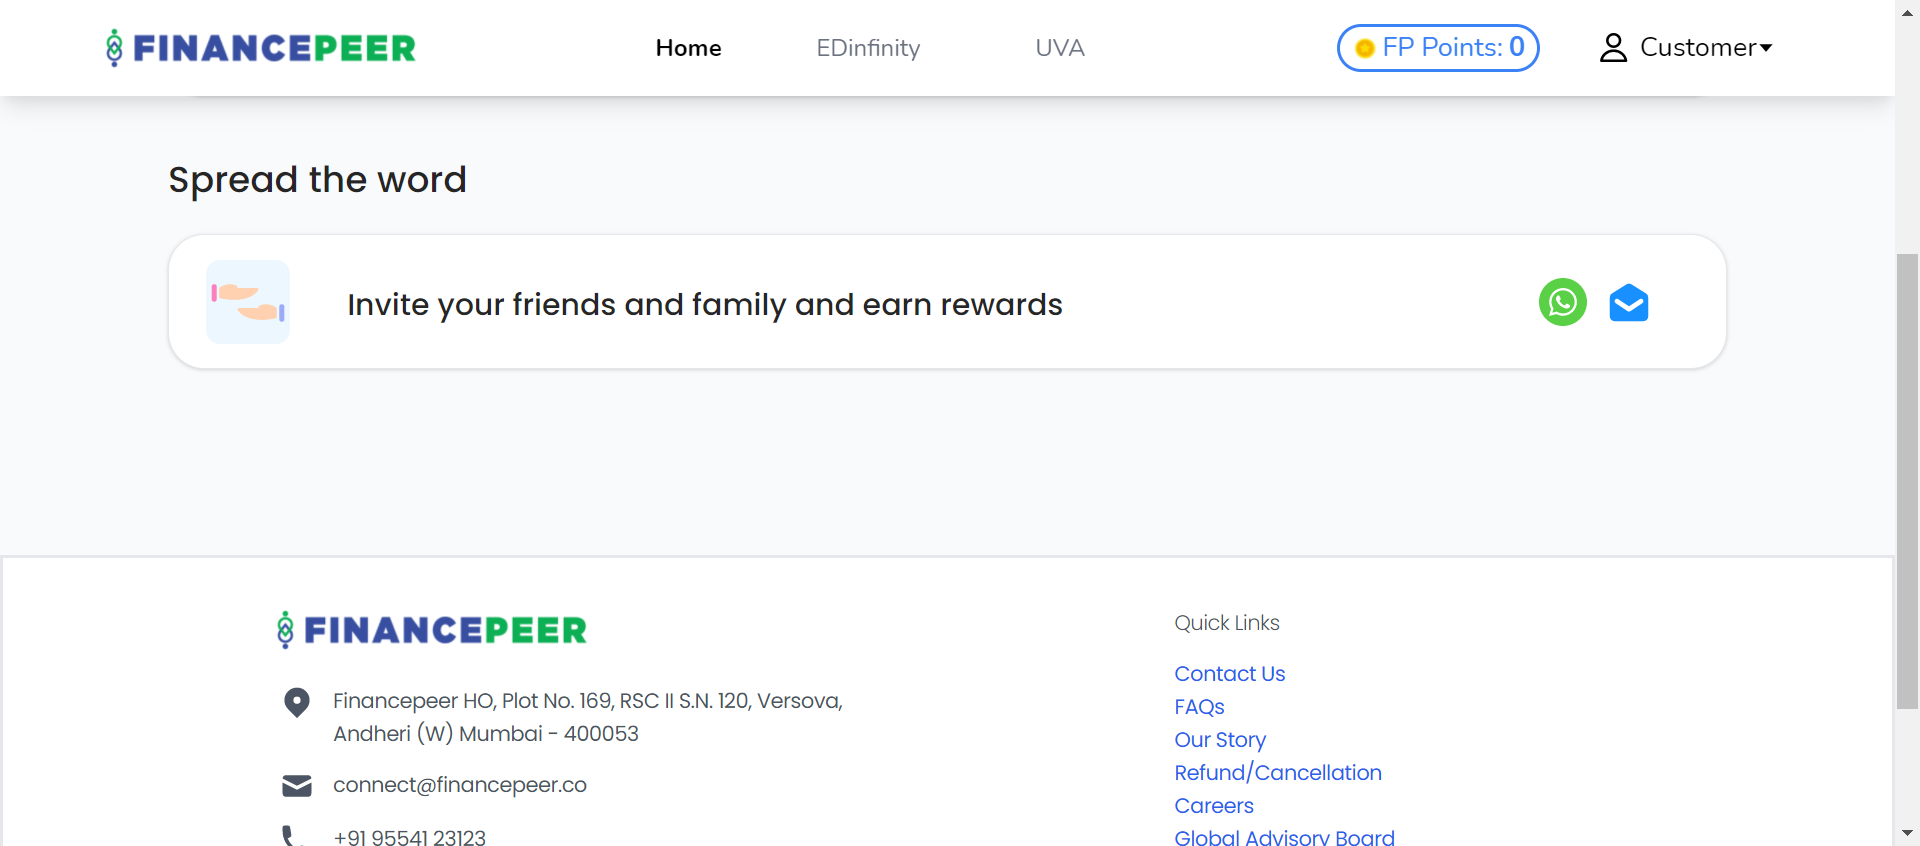 FINANCEPEER
Home
EDinfinity
UVA
FP Points: 0
Customer
Spread the word
Invite your friends and family and earn rewards
FINANCEPEER
Financepeer HO, Plot No. 169, RSC II S.N. 120, Versova,
Andheri (W) Mumbai - 400053
connect@financepeer.co
+91 95541 23123
Quick Links
Contact Us
FAQs
Our Story
Refund/Cancellation
Careers
Global Advisory Board